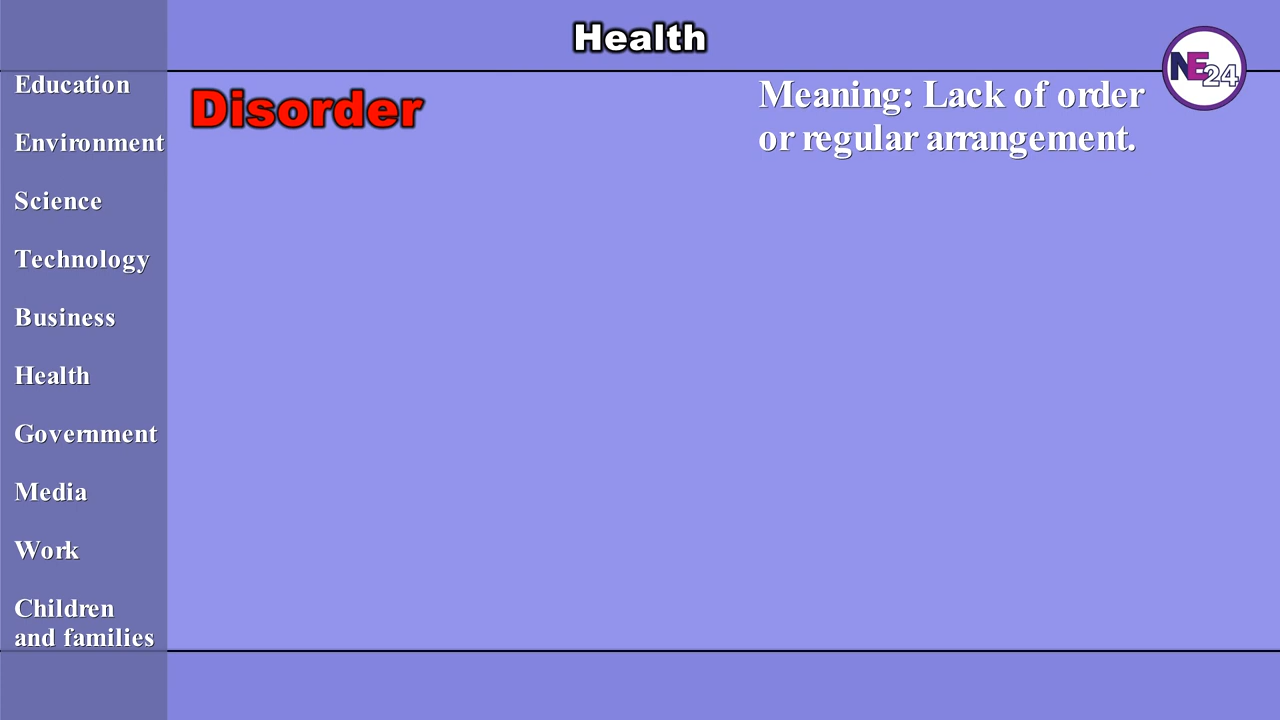 Health
NE24
Education
Environment
Science
Technology
Business
Health
Government
Media
Work
Children
and families
Disorder
Meaning: Lack of order
or regular arrangement.